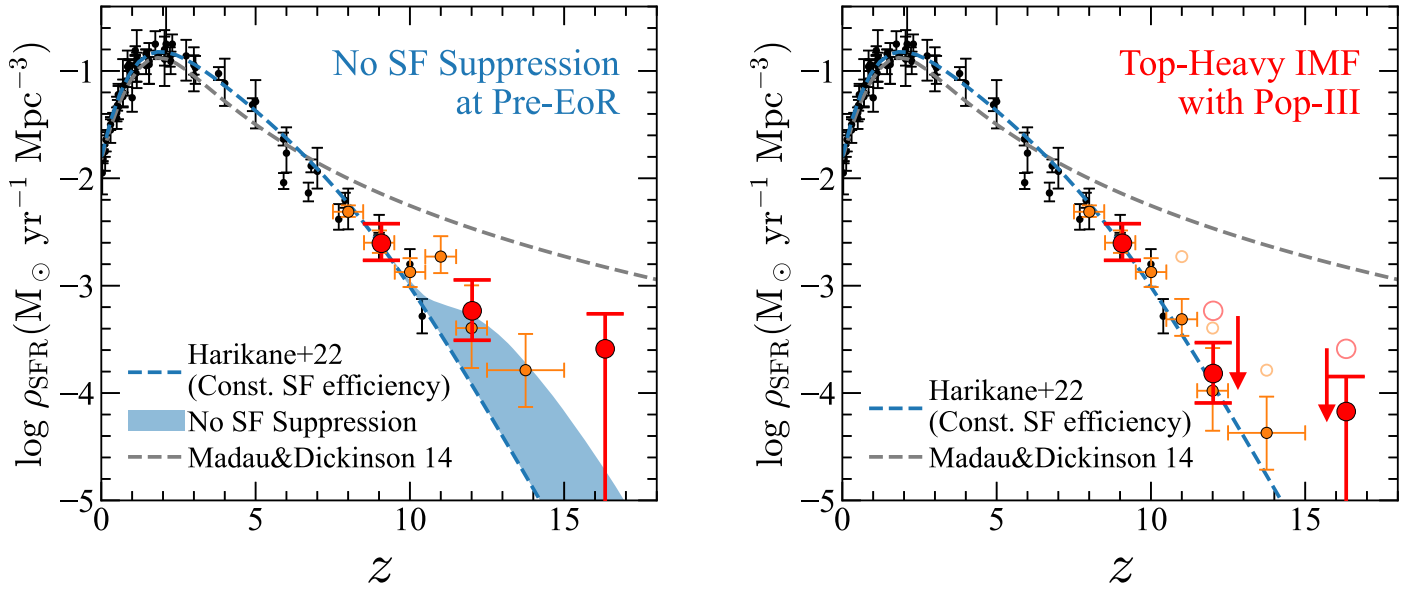 No SF Suppression
at Pre-EoR
log ρSFR(M⊙ yr⁻¹ Mpc⁻³)
−1
−2
−3
−4
−5
Harikane+22
(Const. SF efficiency)
No SF Suppression
Madau&Dickinson 14
0 5 10 15
z
Top-Heavy IMF
with Pop-III
log ρSFR(M⊙ yr⁻¹ Mpc⁻³)
−1
−2
−3
−4
−5
Harikane+22
(Const. SF efficiency)
Madau&Dickinson 14
0 5 10 15
z